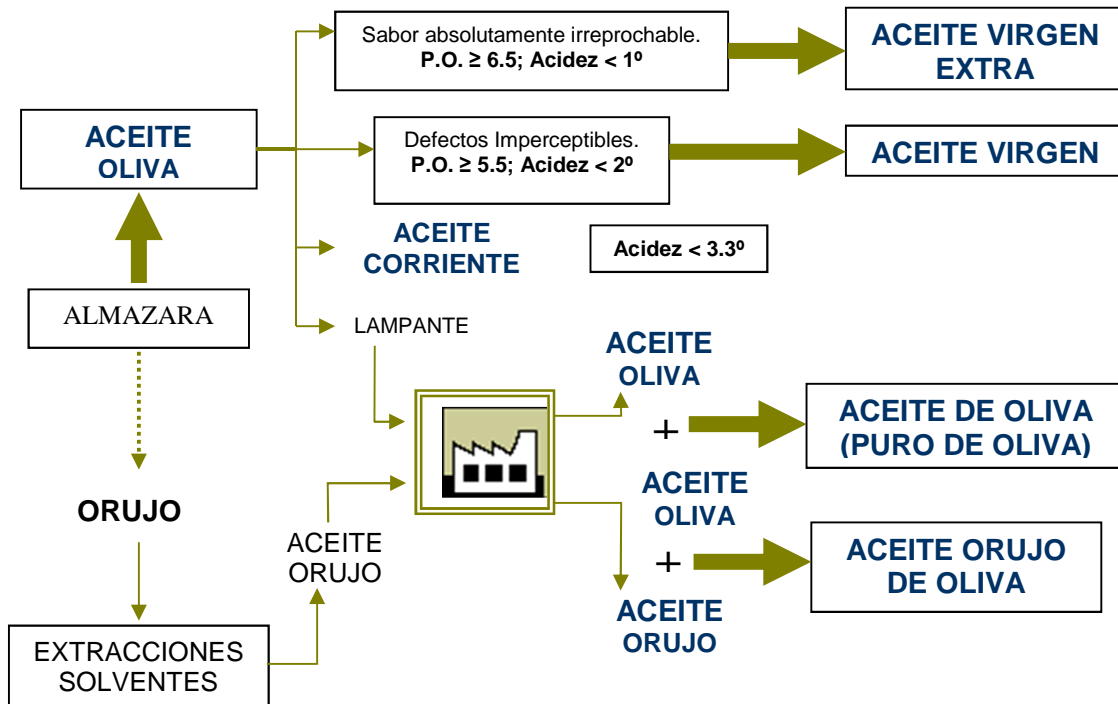 Sabor absolutamente irreprochable.
P.O. ≥ 6.5; Acidez < 1º
ACEITE VIRGEN
EXTRA
ACEITE
OLIVA
Defectos Imperceptibles.
P.O. ≥ 5.5; Acidez < 2º
ACEITE VIRGEN
ACEITE
CORRIENTE
Acidez < 3.3º
ALMAZARA
LAMPANTE
ACEITE
OLIVA
+
ACEITE DE OLIVA
(PURO DE OLIVA)
ORUJO
ACEITE
OLIVA
ACEITE
ORUJO
+
ACEITE ORUJO
DE OLIVA
ACEITE
ORUJO
EXTRACCIONES
SOLVENTES